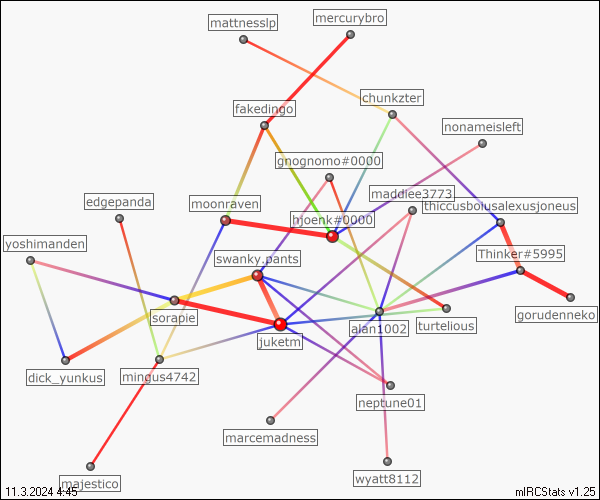 mercurybro
mattnesslp
chunkzter
fakedingo
nonameisleft
gnognomo#0000
maddiee3773
edgepanda
moonraven
thiccusbousalexusjoneus
hjoenk#0000
yoshimanden
swanky.pants
Thinker#5995
sorapie
gorudenneko
alan1002
turtelious
juketm
dick_yunkus
mingus4742
neptune01
marcemadness
majestico
wyatt8112
11.3.2024 4:45
mIRCStats v1.25